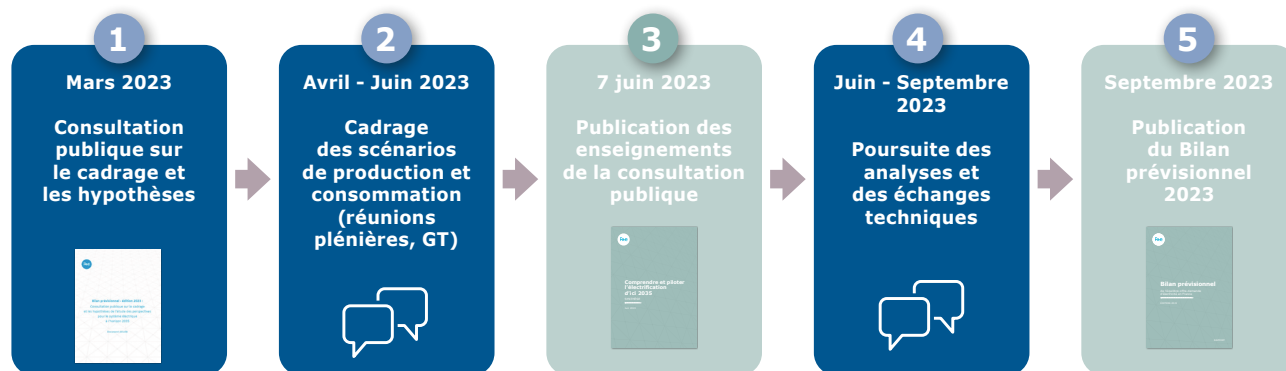 1
Mars 2023
Consultation
publique sur
le cadrage et
les hypothèses
2
Avril - Juin 2023
Cadrage
des scénarios
de production et
consommation
(réunions
plénières, GT)
3
7 juin 2023
Publication des
enseignements
de la consultation
publique
Comprendre et piloter
l'électrification
d'ici 2035
4
Juin - Septembre
2023
Poursuite des
analyses et
des échanges
techniques
5
Septembre 2023
Publication
du Bilan
prévisionnel
2023
Bilan prévisionnel